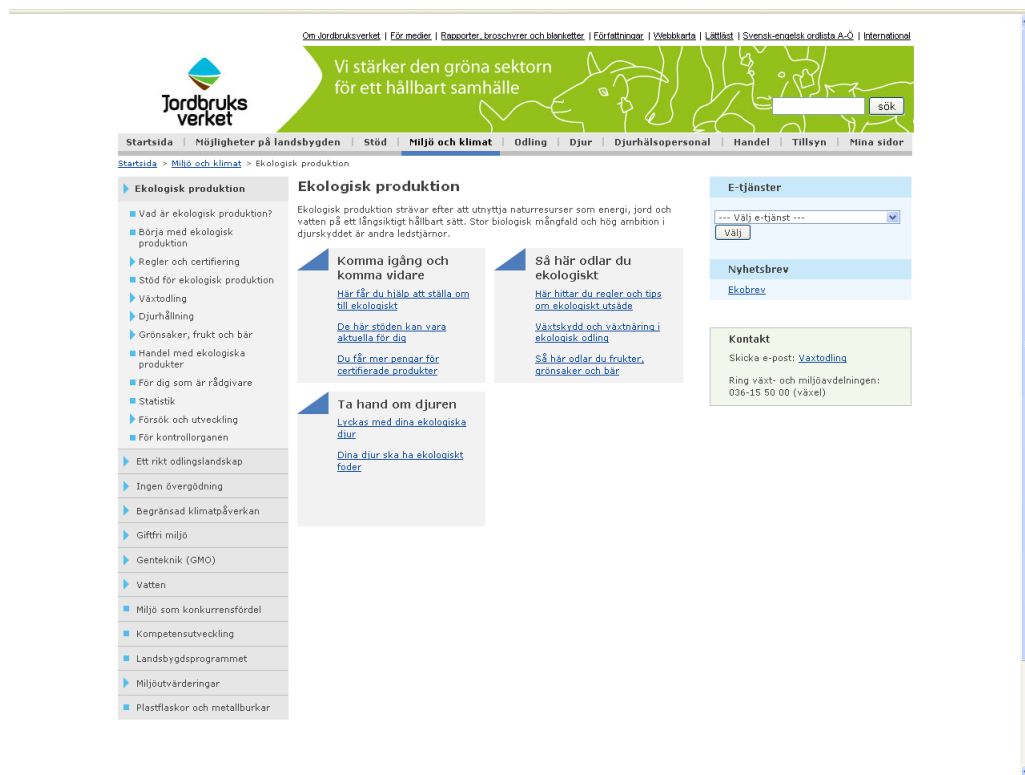 Om Jordbruksverket | För medier | Rapporter, broschyrer och blanketter | Författningar | Webbkarta | Lättläst | Svensk-engelsk ordlista A-Ö | International
Jordbruks
verket
Vi stärker den gröna sektorn
för ett hållbart samhälle
sök
Startsida | Möjligheter på landsbygden | Stöd | Miljö och klimat | Odling | Djur | Djurhälsopersonal | Handel | Tillsyn | Mina sidor
Startsida > Miljö och klimat > Ekologisk produktion
Ekologisk produktion
Vad är ekologisk produktion?
Börja med ekologisk
produktion
Regler och certifiering
Stöd för ekologisk produktion
Växtodling
Djurhållning
Grönsaker, frukt och bär
Handel med ekologiska
produkter
För dig som är rådgivare
Statistik
Försök och utveckling
För kontrollorganen
Ett rikt odlingslandskap
Ingen övergödning
Begränsad klimatpåverkan
Giftfri miljö
Genteknik (GMO)
Vatten
Miljö som konkurrensfördel
Kompetensutveckling
Landsbygdsprogrammet
Miljöutvärderingar
Plastflaskor och metallburkar
Ekologisk produktion
Ekologisk produktion strävar efter att utnyttja naturresurser som energi, jord och
vatten på ett långsiktigt hållbart sätt. Stor biologisk mångfald och hög ambition i
djurskyddet är andra ledstjärnor.
Komma igång och
komma vidare
Här får du hjälp att ställa om
till ekologiskt
De här stöden kan vara
aktuella för dig
Du får mer pengar för
certifierade produkter
Så här odlar du
ekologiskt
Här hittar du regler och tips
om ekologiskt utsäde
Växtskydd och växtnäring i
ekologisk odling
Så här odlar du frukter,
grönsaker och bär
Ta hand om djuren
Lyckas med dina ekologiska
djur
Dina djur ska ha ekologiskt
foder
E-tjänster
--- Välj e-tjänst ---
Välj
Nyhetsbrev
Ekobrev
Kontakt
Skicka e-post: Vaxtodling
Ring växt- och miljöavdelningen:
036-15 50 00 (växel)